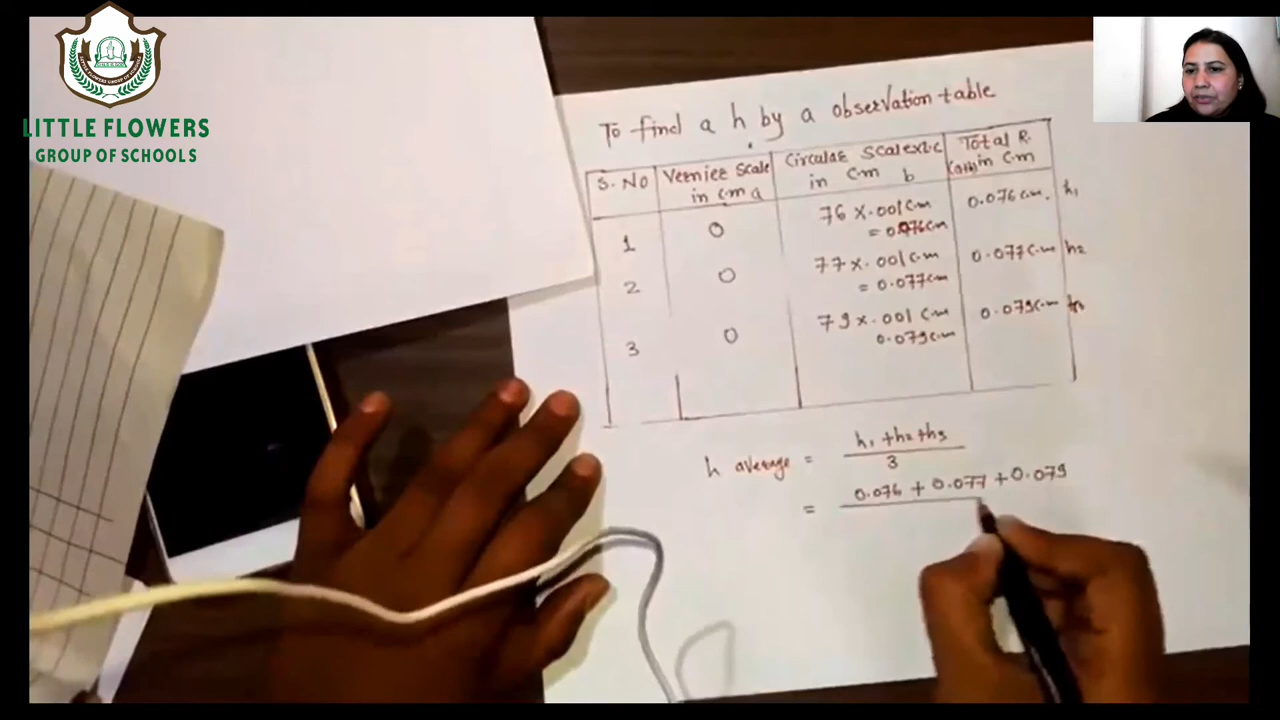 LITTLE FLOWERS
GROUP OF SCHOOLS
To find a h by a observation table
S. No
Vernier Scale in cm a
Circular Scale x l.c in cm b
Total R. (a+b) in cm
1
0
76 x .001 cm
= 0.076 cm
0.076 cm. h1
2
0
77 x .001 cm
= 0.077 cm
0.077 cm h2
3
0
79 x .001 cm
0.079 cm
0.079 cm h3
h average = h1 + h2 + h3
3
= 0.076 + 0.077 + 0.079